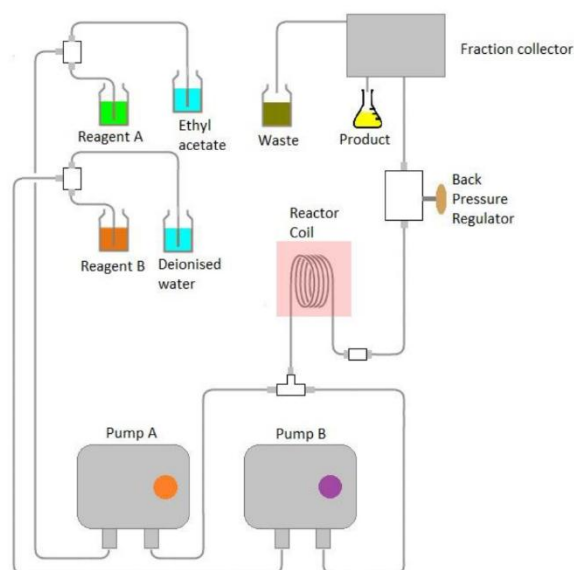 Fraction collector
Reagent A
Ethyl
acetate
Waste
Product
Back
Pressure
Regulator
Reagent B
Deionised
water
Reactor
Coil
Pump A
Pump B